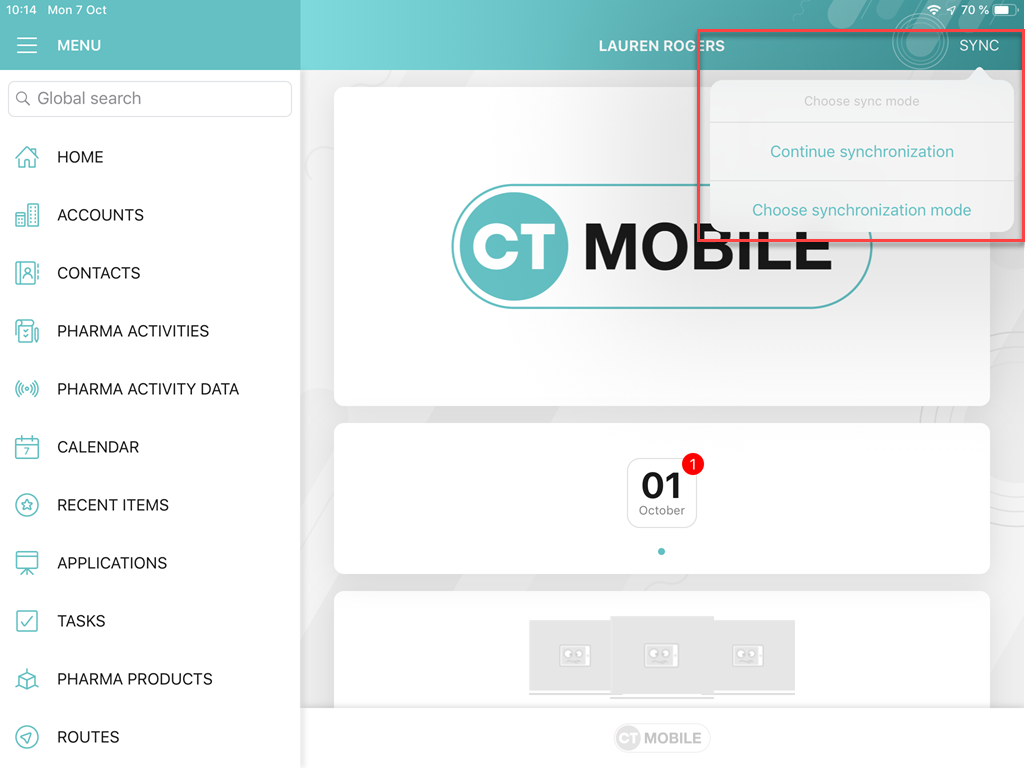 10:14 Mon 7 Oct
70 %
MENU
LAUREN ROGERS
SYNC
Global search
Choose sync mode
Continue synchronization
Choose synchronization mode
HOME
ACCOUNTS
CONTACTS
PHARMA ACTIVITIES
PHARMA ACTIVITY DATA
7
CALENDAR
RECENT ITEMS
APPLICATIONS
TASKS
PHARMA PRODUCTS
ROUTES
CT MOBILE
1
01
October
CT MOBILE